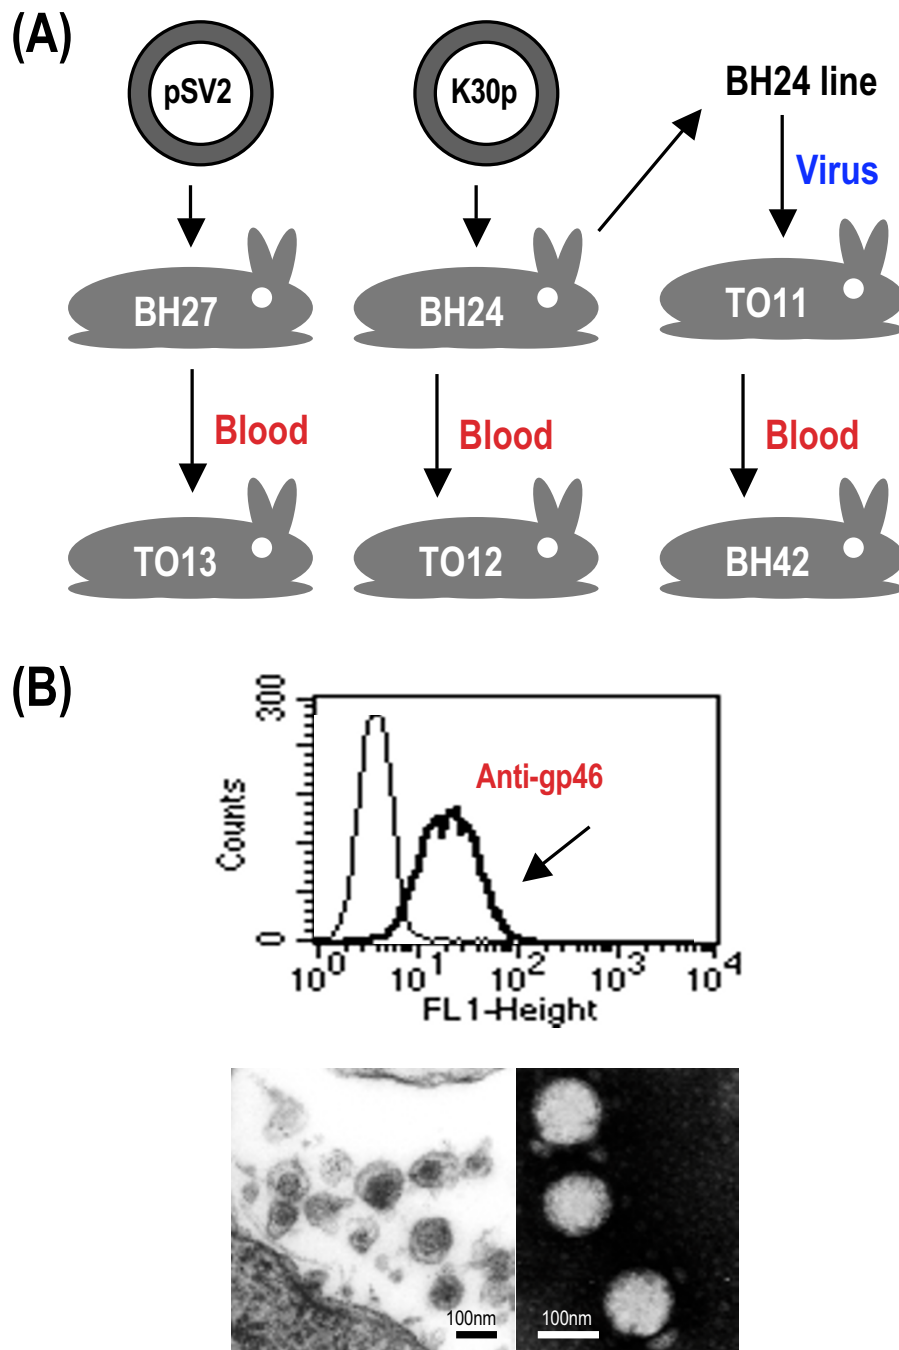 (A)
pSV2
K30p
BH24 line
Virus
BH27
BH24
TO11
Blood
Blood
Blood
TO13
TO12
BH42
(B)
300
Counts
0
Anti-gp46
10⁰ 10¹ 10² 10³ 10⁴
FL1-Height
100nm
100nm